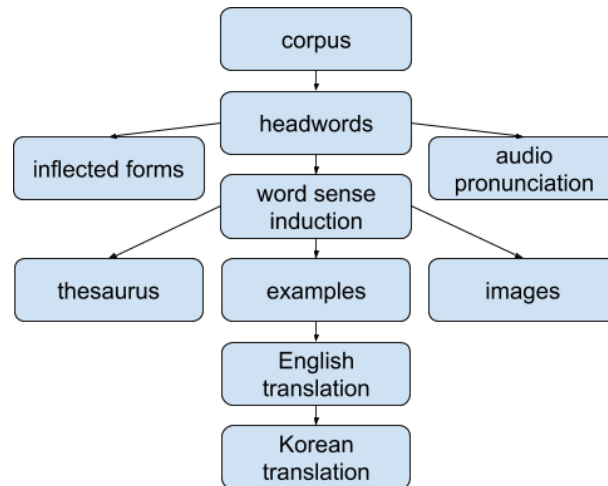 corpus
headwords
inflected forms
audio
pronunciation
word sense
induction
thesaurus
examples
images
English
translation
Korean
translation